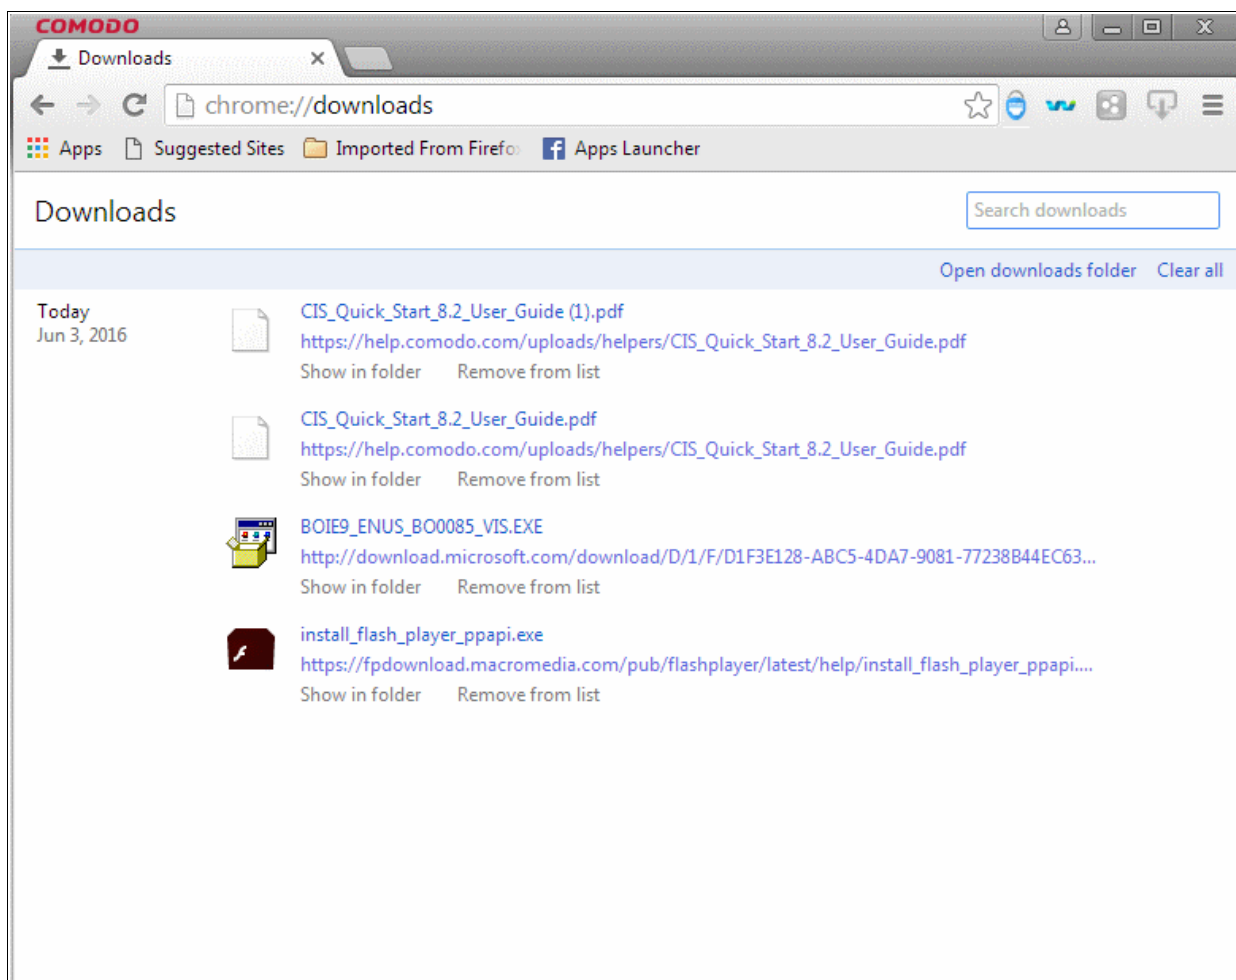 COMODO
Downloads
chrome://downloads
Apps Suggested Sites Imported From Firefo Apps Launcher
Downloads
Search downloads
Open downloads folder Clear all
Today
Jun 3, 2016
CIS_Quick_Start_8.2_User_Guide (1).pdf
https://help.comodo.com/uploads/helpers/CIS_Quick_Start_8.2_User_Guide.pdf
Show in folder Remove from list
CIS_Quick_Start_8.2_User_Guide.pdf
https://help.comodo.com/uploads/helpers/CIS_Quick_Start_8.2_User_Guide.pdf
Show in folder Remove from list
BOIE9_ENUS_BO0085_VIS.EXE
http://download.microsoft.com/download/D/1/F/D1F3E128-ABC5-4DA7-9081-77238B44EC63...
Show in folder Remove from list
install_flash_player_ppapi.exe
https://fpdownload.macromedia.com/pub/flashplayer/latest/help/install_flash_player_ppapi....
Show in folder Remove from list